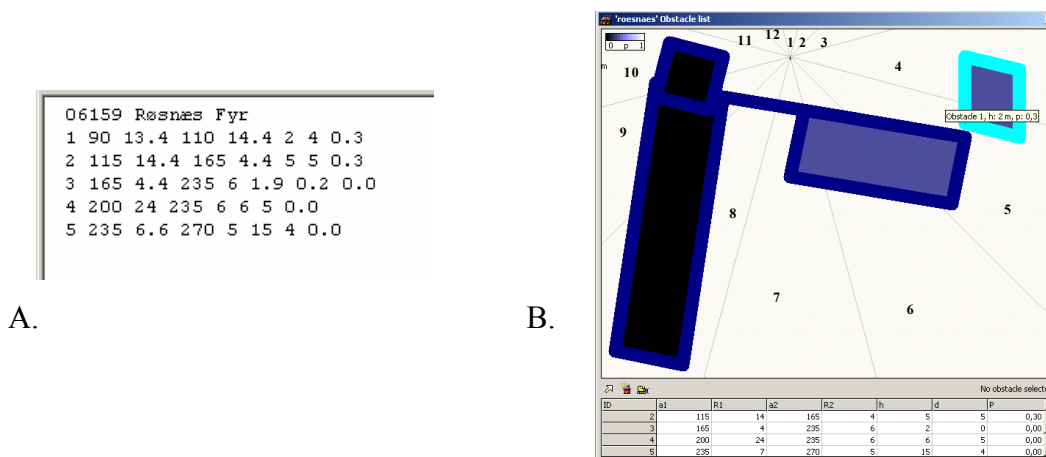 06159 Røsnæs Fyr
1 90 13.4 110 14.4 2 4 0.3
2 115 14.4 165 4.4 5 5 0.3
3 165 4.4 235 6 1.9 0.2 0.0
4 200 24 235 6 6 5 0.0
5 235 6.6 270 5 15 4 0.0
A.
B.
'roesnaes' Obstacle list
0 p 1
m
10
11
12
1
2
3
4
9
Obstacle 1, h: 2 m, p: 0,3
8
5
7
6
No obstacle selecte
ID a1 R1 a2 R2 h d P
2 115 14 165 4 5 5 0,30
3 165 4 235 6 2 0 0,00
4 200 24 235 6 6 5 0,00
5 235 7 270 5 15 4 0,00